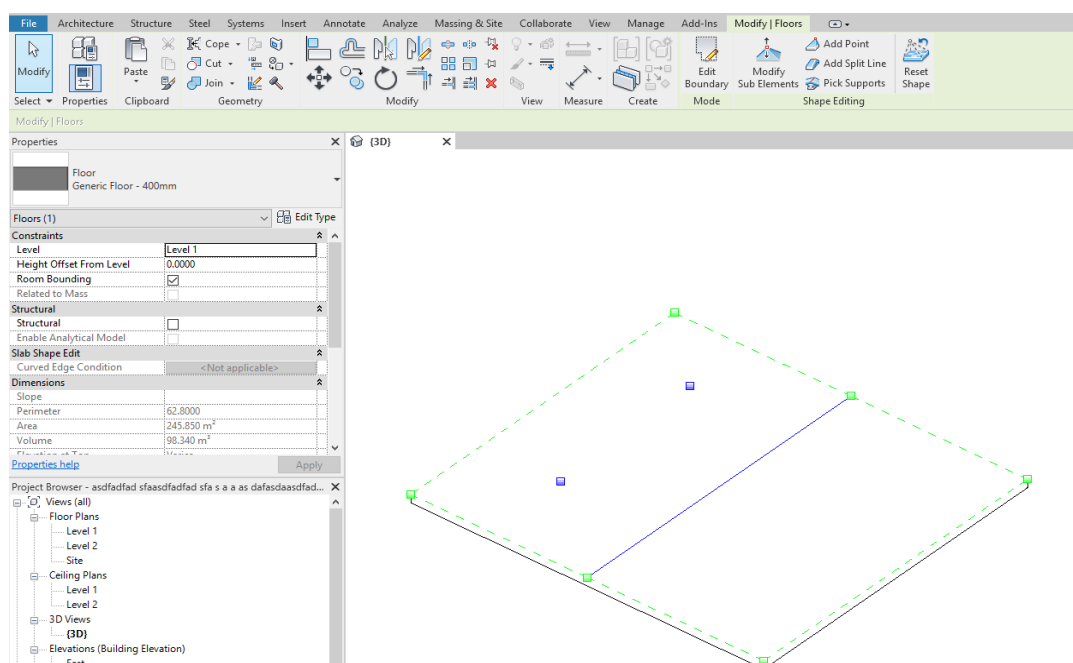 File Architecture Structure Steel Systems Insert Annotate Analyze Massing & Site Collaborate View Manage Add-Ins Modify | Floors
Cope Add Point
Cut Add Split Line
Modify Paste Edit Modify Reset
Join Boundary Sub Elements Pick Supports Shape
Select Properties Clipboard Geometry Modify View Measure Create Mode Shape Editing
Modify | Floors
Properties {3D}
Floor
Generic Floor - 400mm
Floors (1) Edit Type
Constraints
Level Level 1
Height Offset From Level 0.0000
Room Bounding
Related to Mass
Structural
Structural
Enable Analytical Model
Slab Shape Edit
Curved Edge Condition <Not applicable>
Dimensions
Slope
Perimeter 62.8000
Area 245.850 m²
Volume 98.340 m²
Elevation at Top Varies
Properties help Apply
Project Browser - asdfadfad sfaasdfadfad sfa s a a as dafasdaasdfad...
Views (all)
Floor Plans
Level 1
Level 2
Site
Ceiling Plans
Level 1
Level 2
3D Views
{3D}
Elevations (Building Elevation)
East